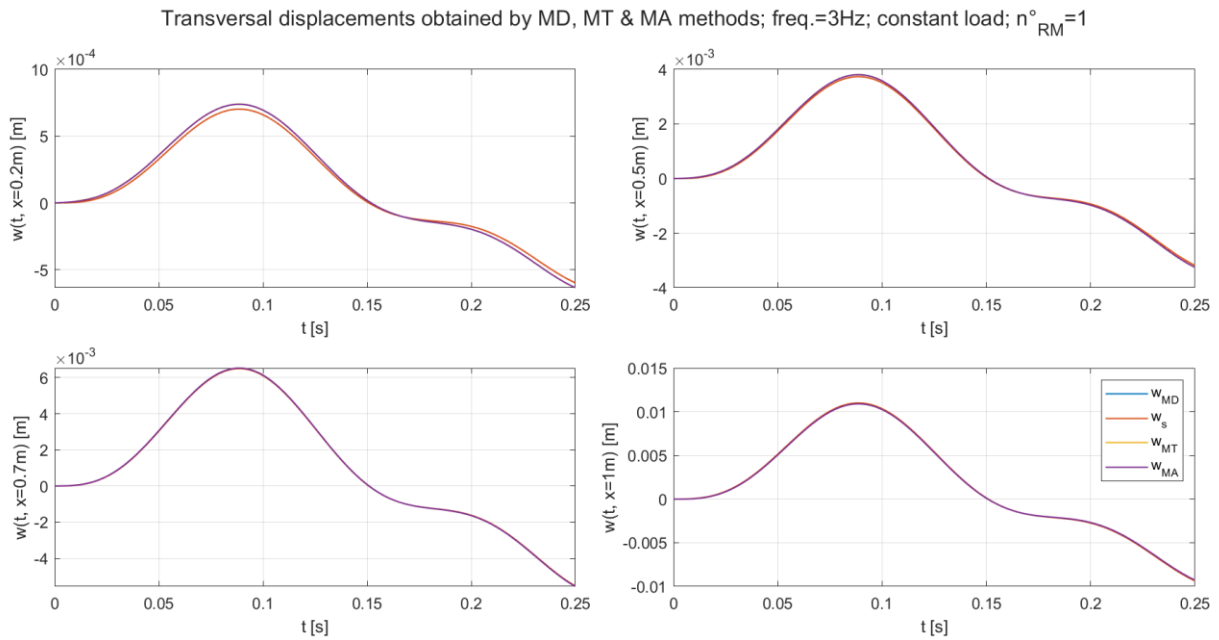 Transversal displacements obtained by MD, MT & MA methods; freq.=3Hz; constant load; n°_RM=1
×10^-4
10
5
0
-5
w(t, x=0.2m) [m]
0 0.05 0.1 0.15 0.2 0.25
t [s]
×10^-3
4
2
0
-2
-4
w(t, x=0.5m) [m]
0 0.05 0.1 0.15 0.2 0.25
t [s]
×10^-3
6
4
2
0
-2
-4
w(t, x=0.7m) [m]
0 0.05 0.1 0.15 0.2 0.25
t [s]
0.015
0.01
0.005
0
-0.005
-0.01
w(t, x=1m) [m]
0 0.05 0.1 0.15 0.2 0.25
t [s]
w_MD
w_s
w_MT
w_MA